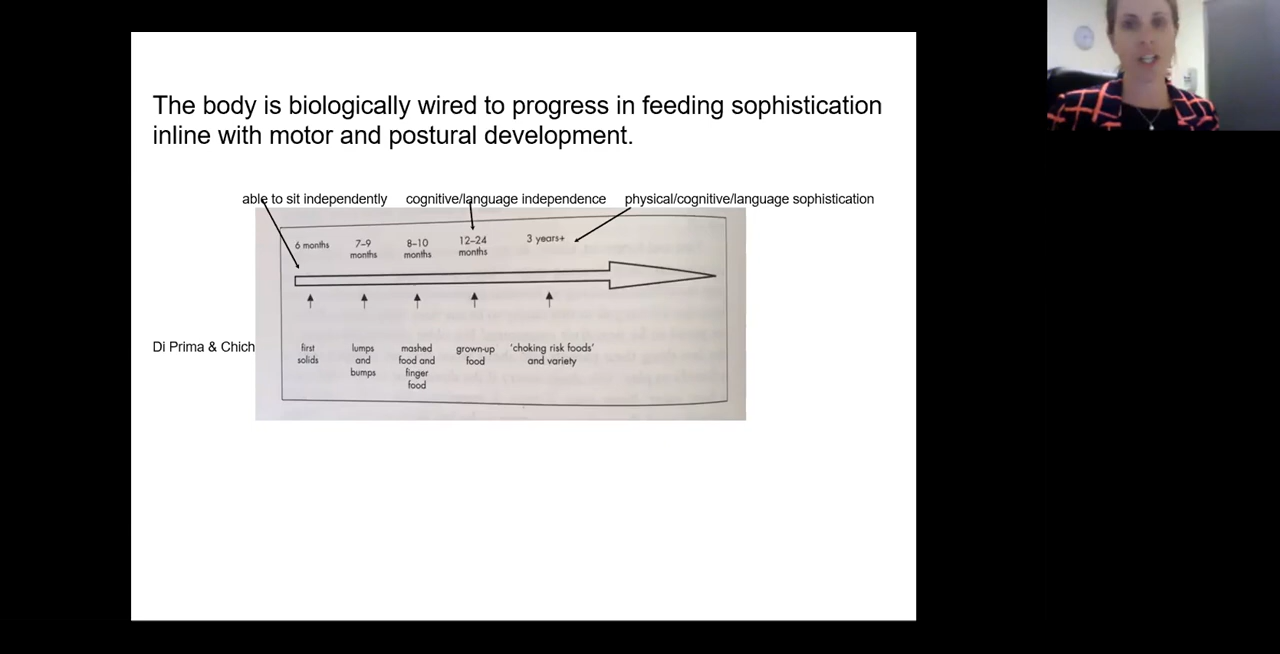 The body is biologically wired to progress in feeding sophistication
inline with motor and postural development.
able to sit independently
cognitive/language independence
physical/cognitive/language sophistication
6 months
7–9
months
8–10
months
12–24
months
3 years+
Di Prima & Chich
first
solids
lumps
and
bumps
mashed
food and
finger
food
grown-up
food
‘choking risk foods’
and variety